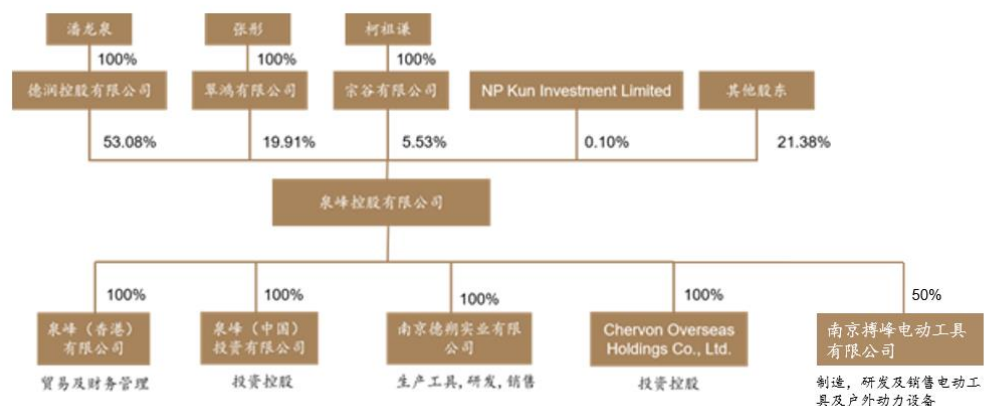 潘龙泉
张彤
柯祖谦
100%
100%
100%
德润控股有限公司
翠鸿有限公司
宗谷有限公司
NP Kun Investment Limited
其他股东
53.08%
19.91%
5.53%
0.10%
21.38%
泉峰控股有限公司
100%
100%
100%
100%
50%
泉峰（香港）
有限公司
泉峰（中国）
投资有限公司
南京德朔实业有限
公司
Chervon Overseas
Holdings Co., Ltd.
南京搏峰电动工具
有限公司
贸易及财务管理
投资控股
生产工具,研发,销售
投资控股
制造，研发及销售电动工
具及户外动力设备